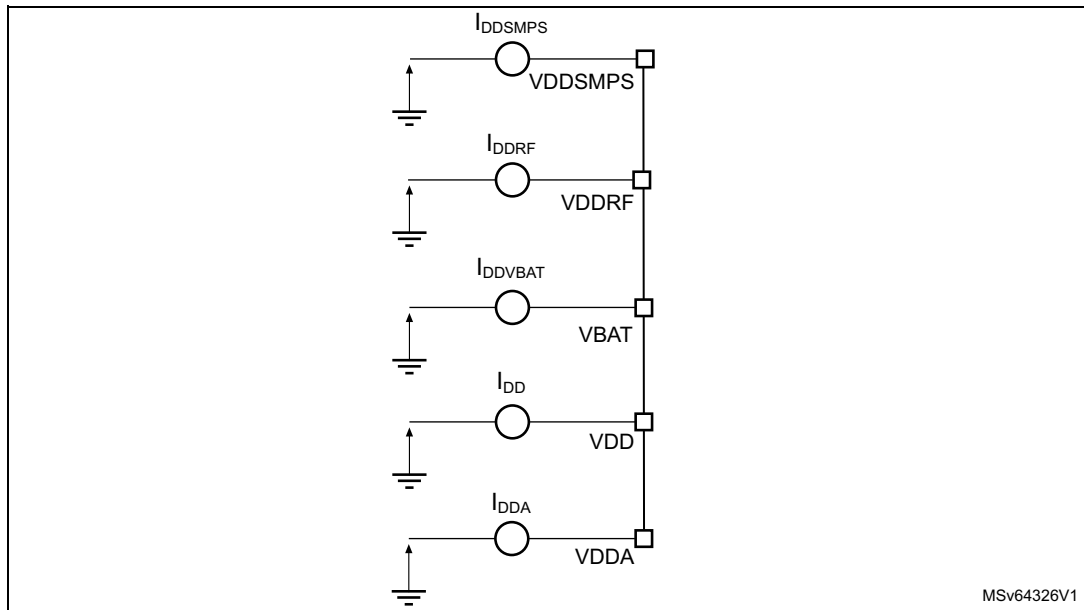 IDDSMPS
VDDSMPS
IDDRF
VDDRF
IDDVBAT
VBAT
IDD
VDD
IDDA
VDDA
MSv64326V1